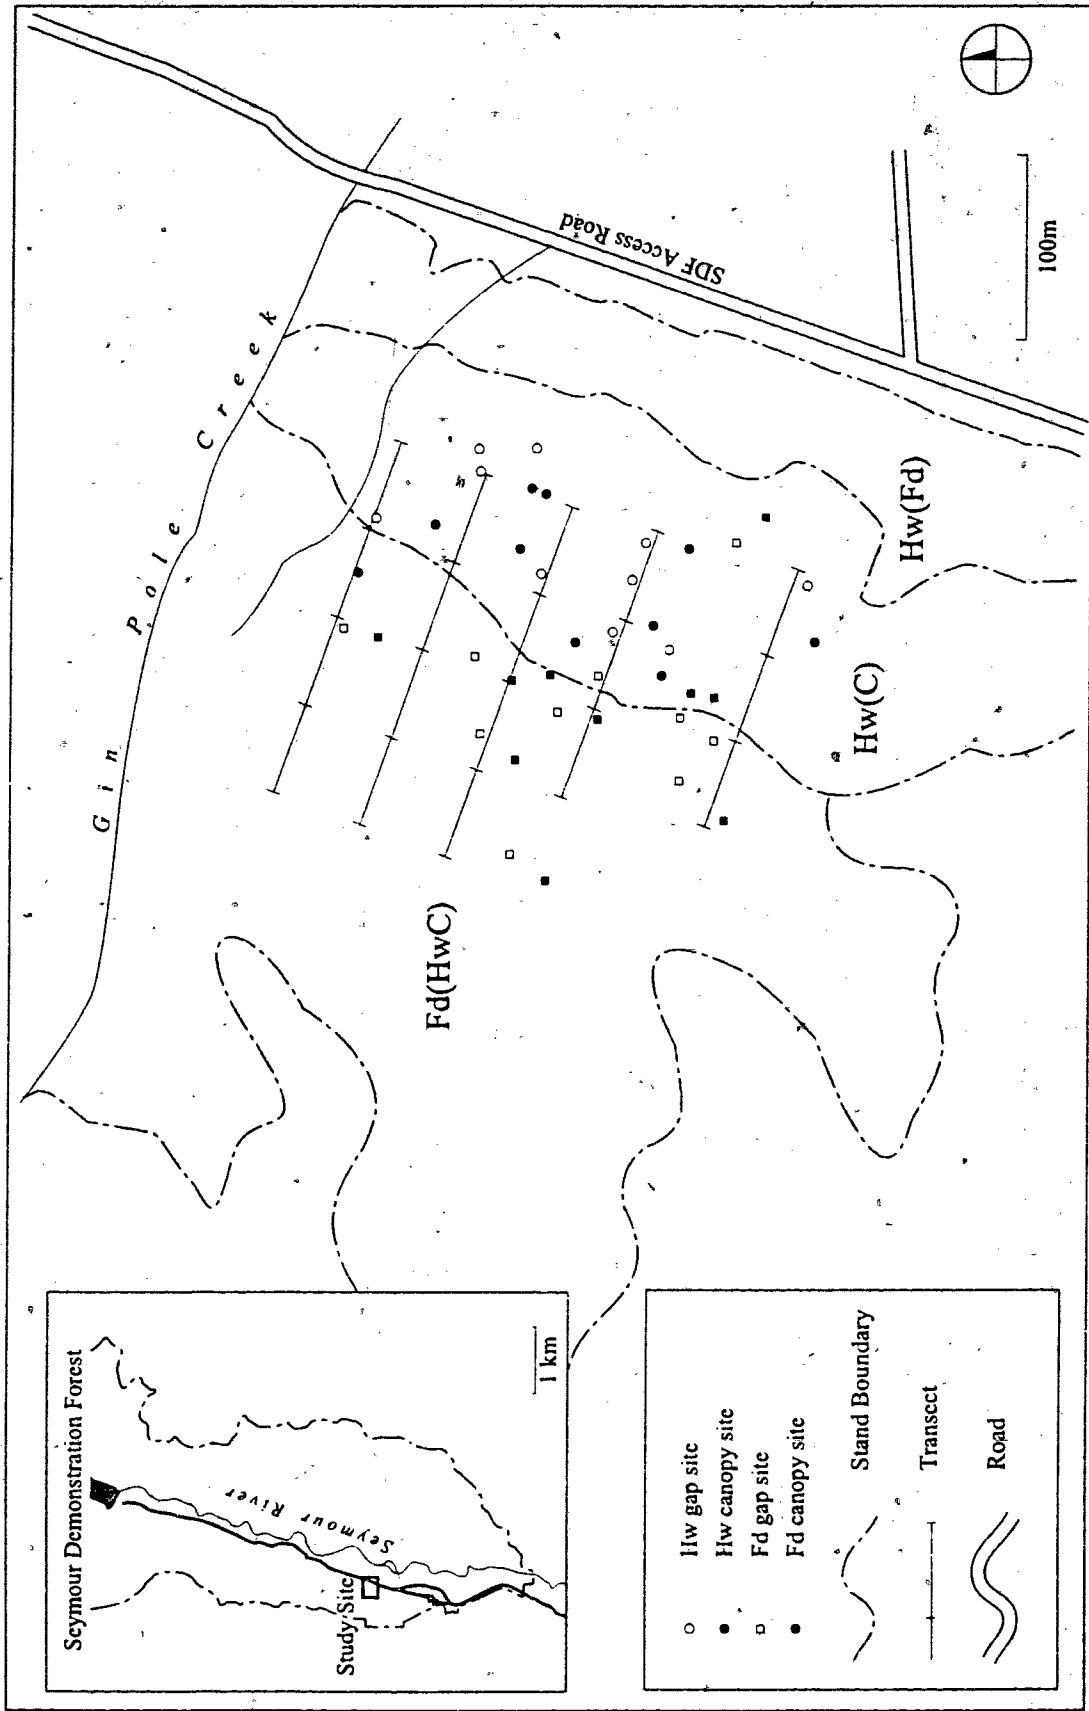 Gin Pole Creek
SDF Access Road
100m
Fd(HwC)
Hw(C)
Hw(Fd)
Seymour Demonstration Forest
Seymour River
Study Site
1 km
Hw gap site
Hw canopy site
Fd gap site
Fd canopy site
Stand Boundary
Transect
Road